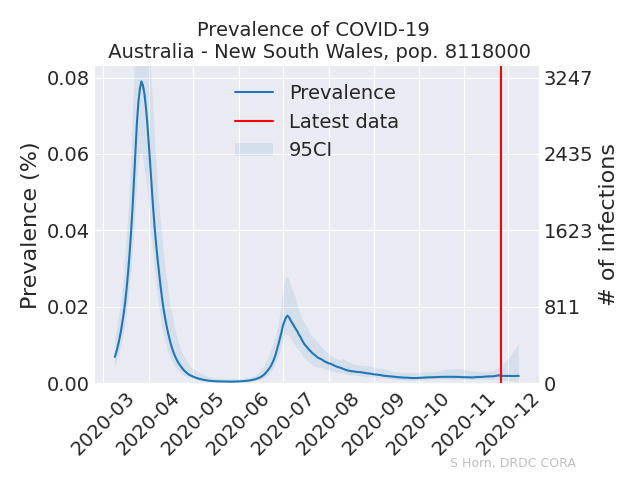 Prevalence of COVID-19
Australia - New South Wales, pop. 8118000
Prevalence (%)
0.08
0.06
0.04
0.02
0.00
Prevalence
Latest data
95CI
3247
2435
1623
811
0
# of infections
2020-03
2020-04
2020-05
2020-06
2020-07
2020-08
2020-09
2020-10
2020-11
2020-12
S Horn, DRDC CORA